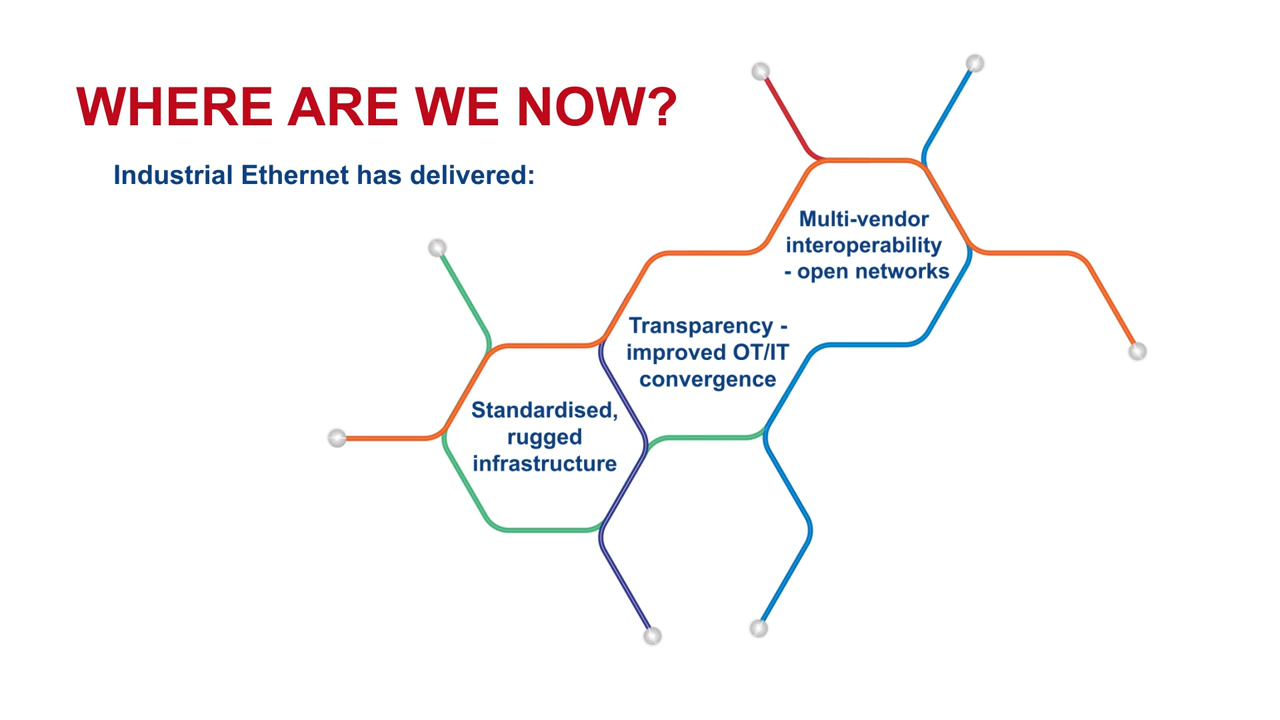 WHERE ARE WE NOW?
Industrial Ethernet has delivered:
Multi-vendor
interoperability
- open networks
Transparency -
improved OT/IT
convergence
Standardised,
rugged
infrastructure